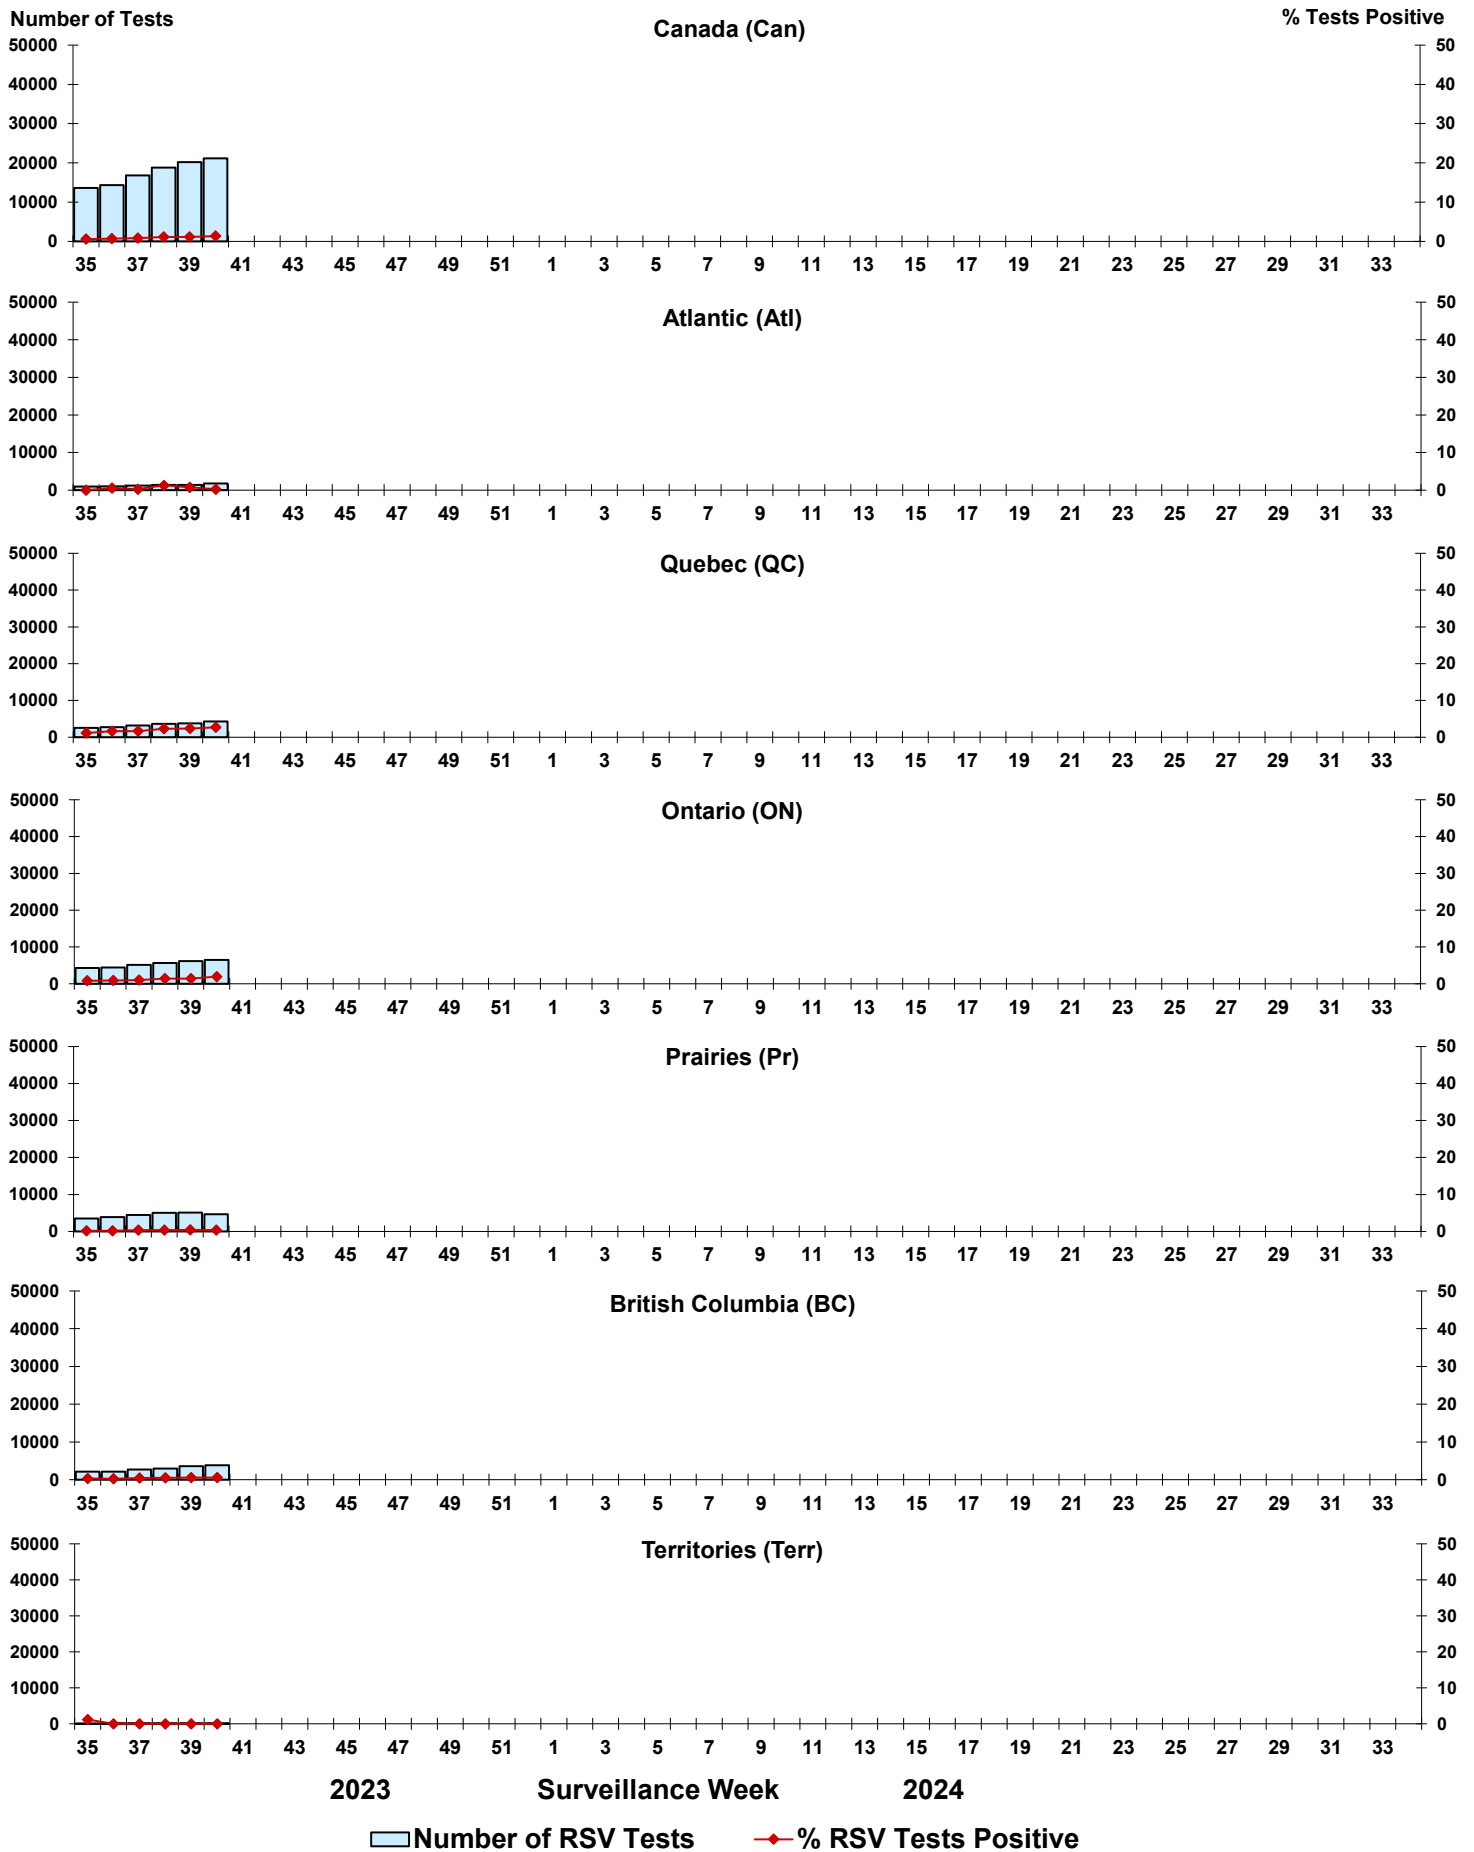 Number of Tests
% Tests Positive
Canada (Can)
50000 50
40000 40
30000 30
20000 20
10000 10
0 0
35 37 39 41 43 45 47 49 51 1 3 5 7 9 11 13 15 17 19 21 23 25 27 29 31 33
Atlantic (Atl)
50000 50
40000 40
30000 30
20000 20
10000 10
0 0
35 37 39 41 43 45 47 49 51 1 3 5 7 9 11 13 15 17 19 21 23 25 27 29 31 33
Quebec (QC)
50000 50
40000 40
30000 30
20000 20
10000 10
0 0
35 37 39 41 43 45 47 49 51 1 3 5 7 9 11 13 15 17 19 21 23 25 27 29 31 33
Ontario (ON)
50000 50
40000 40
30000 30
20000 20
10000 10
0 0
35 37 39 41 43 45 47 49 51 1 3 5 7 9 11 13 15 17 19 21 23 25 27 29 31 33
Prairies (Pr)
50000 50
40000 40
30000 30
20000 20
10000 10
0 0
35 37 39 41 43 45 47 49 51 1 3 5 7 9 11 13 15 17 19 21 23 25 27 29 31 33
British Columbia (BC)
50000 50
40000 40
30000 30
20000 20
10000 10
0 0
35 37 39 41 43 45 47 49 51 1 3 5 7 9 11 13 15 17 19 21 23 25 27 29 31 33
Territories (Terr)
50000 50
40000 40
30000 30
20000 20
10000 10
0 0
35 37 39 41 43 45 47 49 51 1 3 5 7 9 11 13 15 17 19 21 23 25 27 29 31 33
2023 Surveillance Week 2024
Number of RSV Tests % RSV Tests Positive